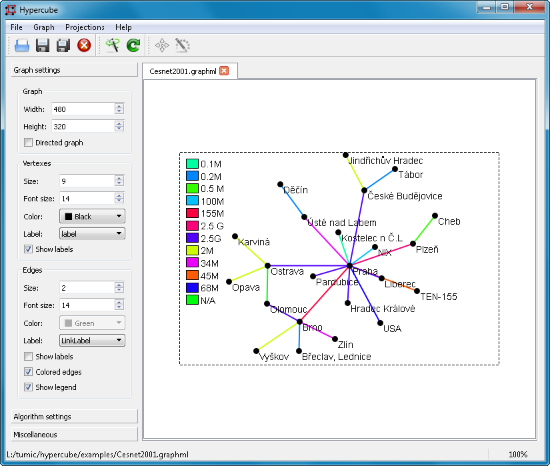 Hypercube
File Graph Projections Help
Graph settings
Graph
Width: 480
Height: 320
Directed graph
Vertexes
Size: 9
Font size: 14
Color: Black
Label: label
Show labels
Edges
Size: 2
Font size: 14
Color: Green
Label: LinkLabel
Show labels
Colored edges
Show legend
Algorithm settings
Miscellaneous
Cesnet2001.graphml
0.1M
0.2M
0.5 M
100M
155M
2.5 G
2.5G
2M
34M
45M
68M
N/A
Jindřichův Hradec
Tábor
České Budějovice
Děčín
Ústé nad Labem
Cheb
Kostelec n Č.L
Karviná
NIX
Plzeň
Ostrava
Praha
Pardubice
Liberec
Opava
TEN-155
Olomouc
Hradec Králové
Brno
USA
Zlín
Vyškov
Břeclav, Lednice
L:/tumic/hypercube/examples/Cesnet2001.graphml
100%